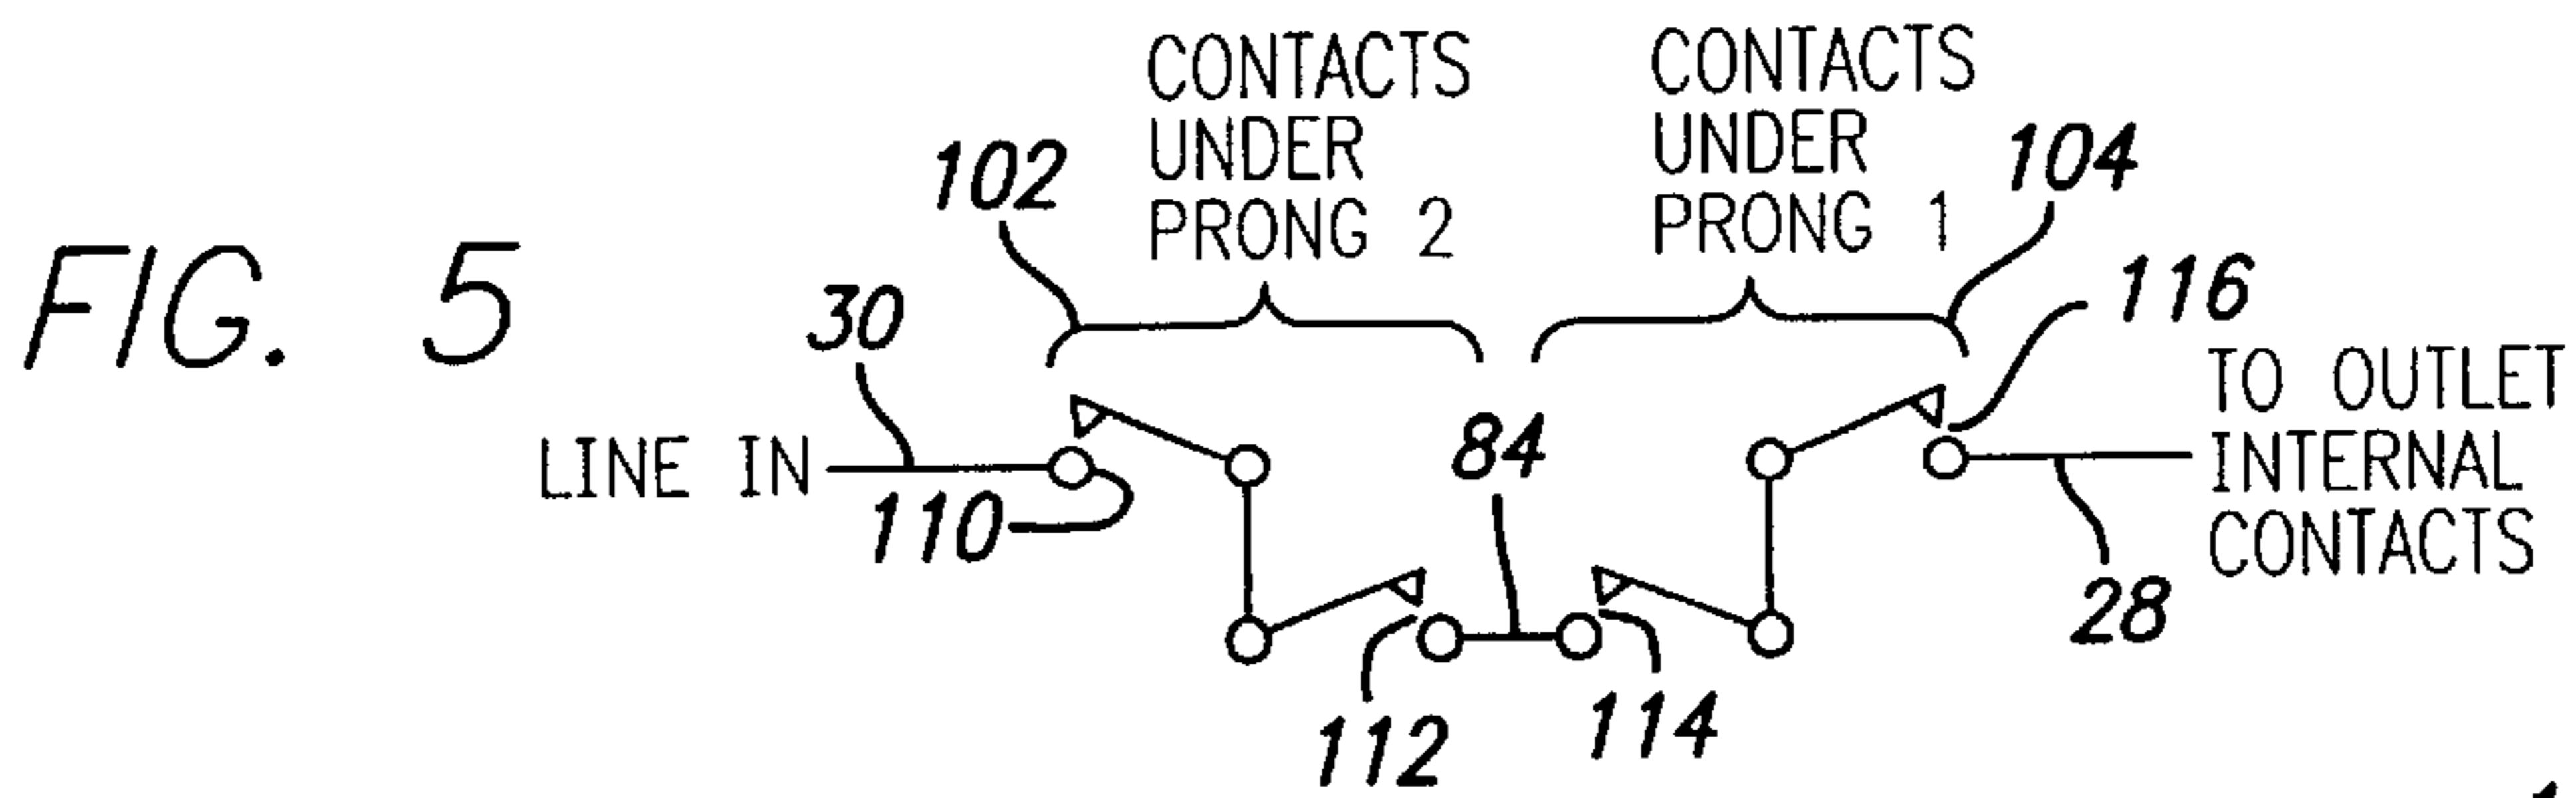 FIG. 5
CONTACTS
UNDER
PRONG 2
CONTACTS
UNDER
PRONG 1
102
104
116
30
LINE IN
110
84
TO OUTLET
INTERNAL
CONTACTS
28
112
114